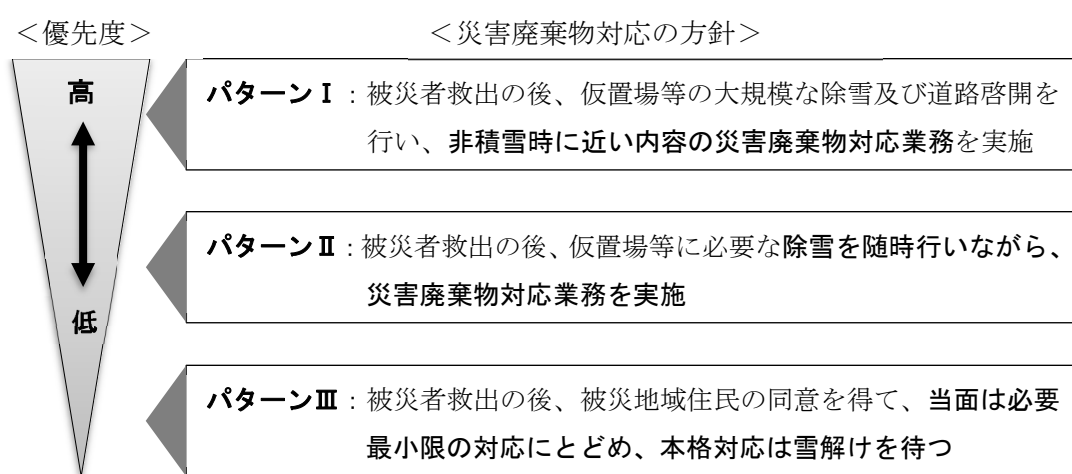 ＜優先度＞
＜災害廃棄物対応の方針＞
高
パターンⅠ：被災者救出の後、仮置場等の大規模な除雪及び道路啓開を
行い、非積雪時に近い内容の災害廃棄物対応業務を実施
パターンⅡ：被災者救出の後、仮置場等に必要な除雪を随時行いながら、
災害廃棄物対応業務を実施
低
パターンⅢ：被災者救出の後、被災地域住民の同意を得て、当面は必要
最小限の対応にとどめ、本格対応は雪解けを待つ